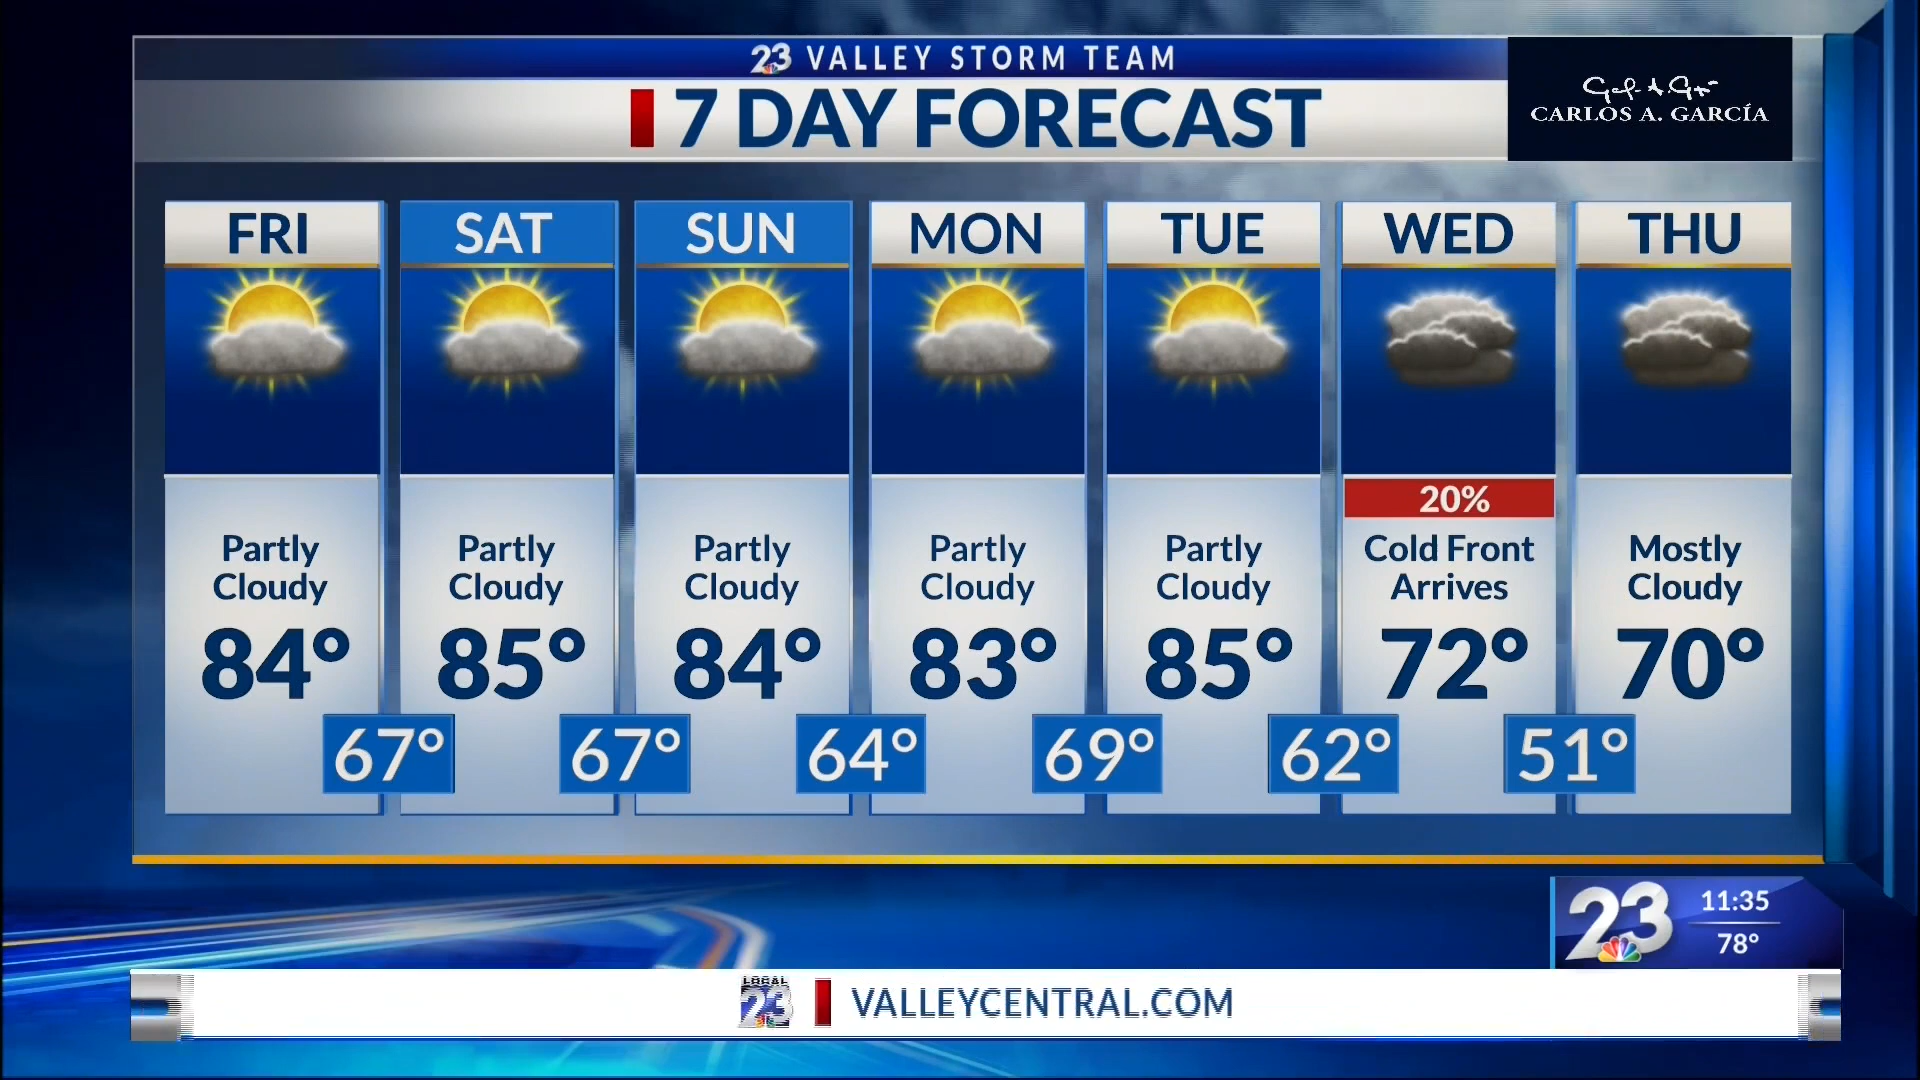 23 VALLEY STORM TEAM
7 DAY FORECAST
CARLOS A. GARCÍA
FRI
SAT
SUN
MON
TUE
WED
THU
20%
Partly
Cloudy
Partly
Cloudy
Partly
Cloudy
Partly
Cloudy
Partly
Cloudy
Cold Front
Arrives
Mostly
Cloudy
84°
85°
84°
83°
85°
72°
70°
67°
67°
64°
69°
62°
51°
23
11:35
78°
LOCAL
23
VALLEYCENTRAL.COM